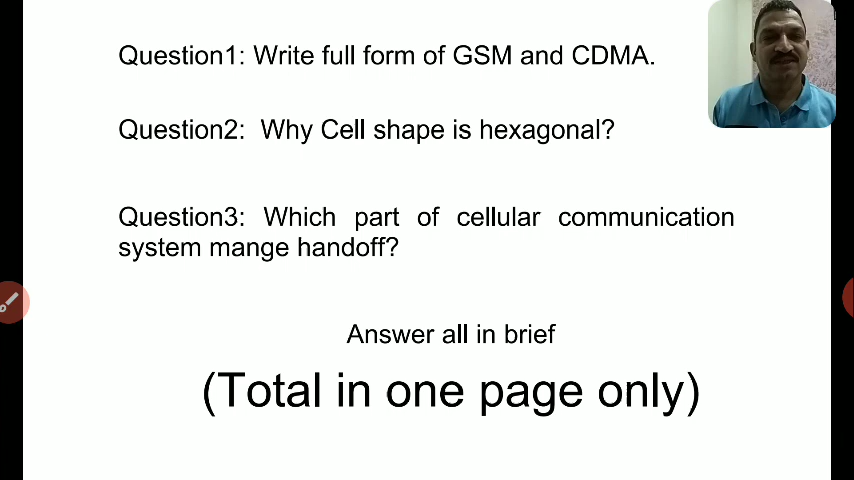 Question1: Write full form of GSM and CDMA.
Question2: Why Cell shape is hexagonal?
Question3: Which part of cellular communication
system mange handoff?
Answer all in brief
(Total in one page only)